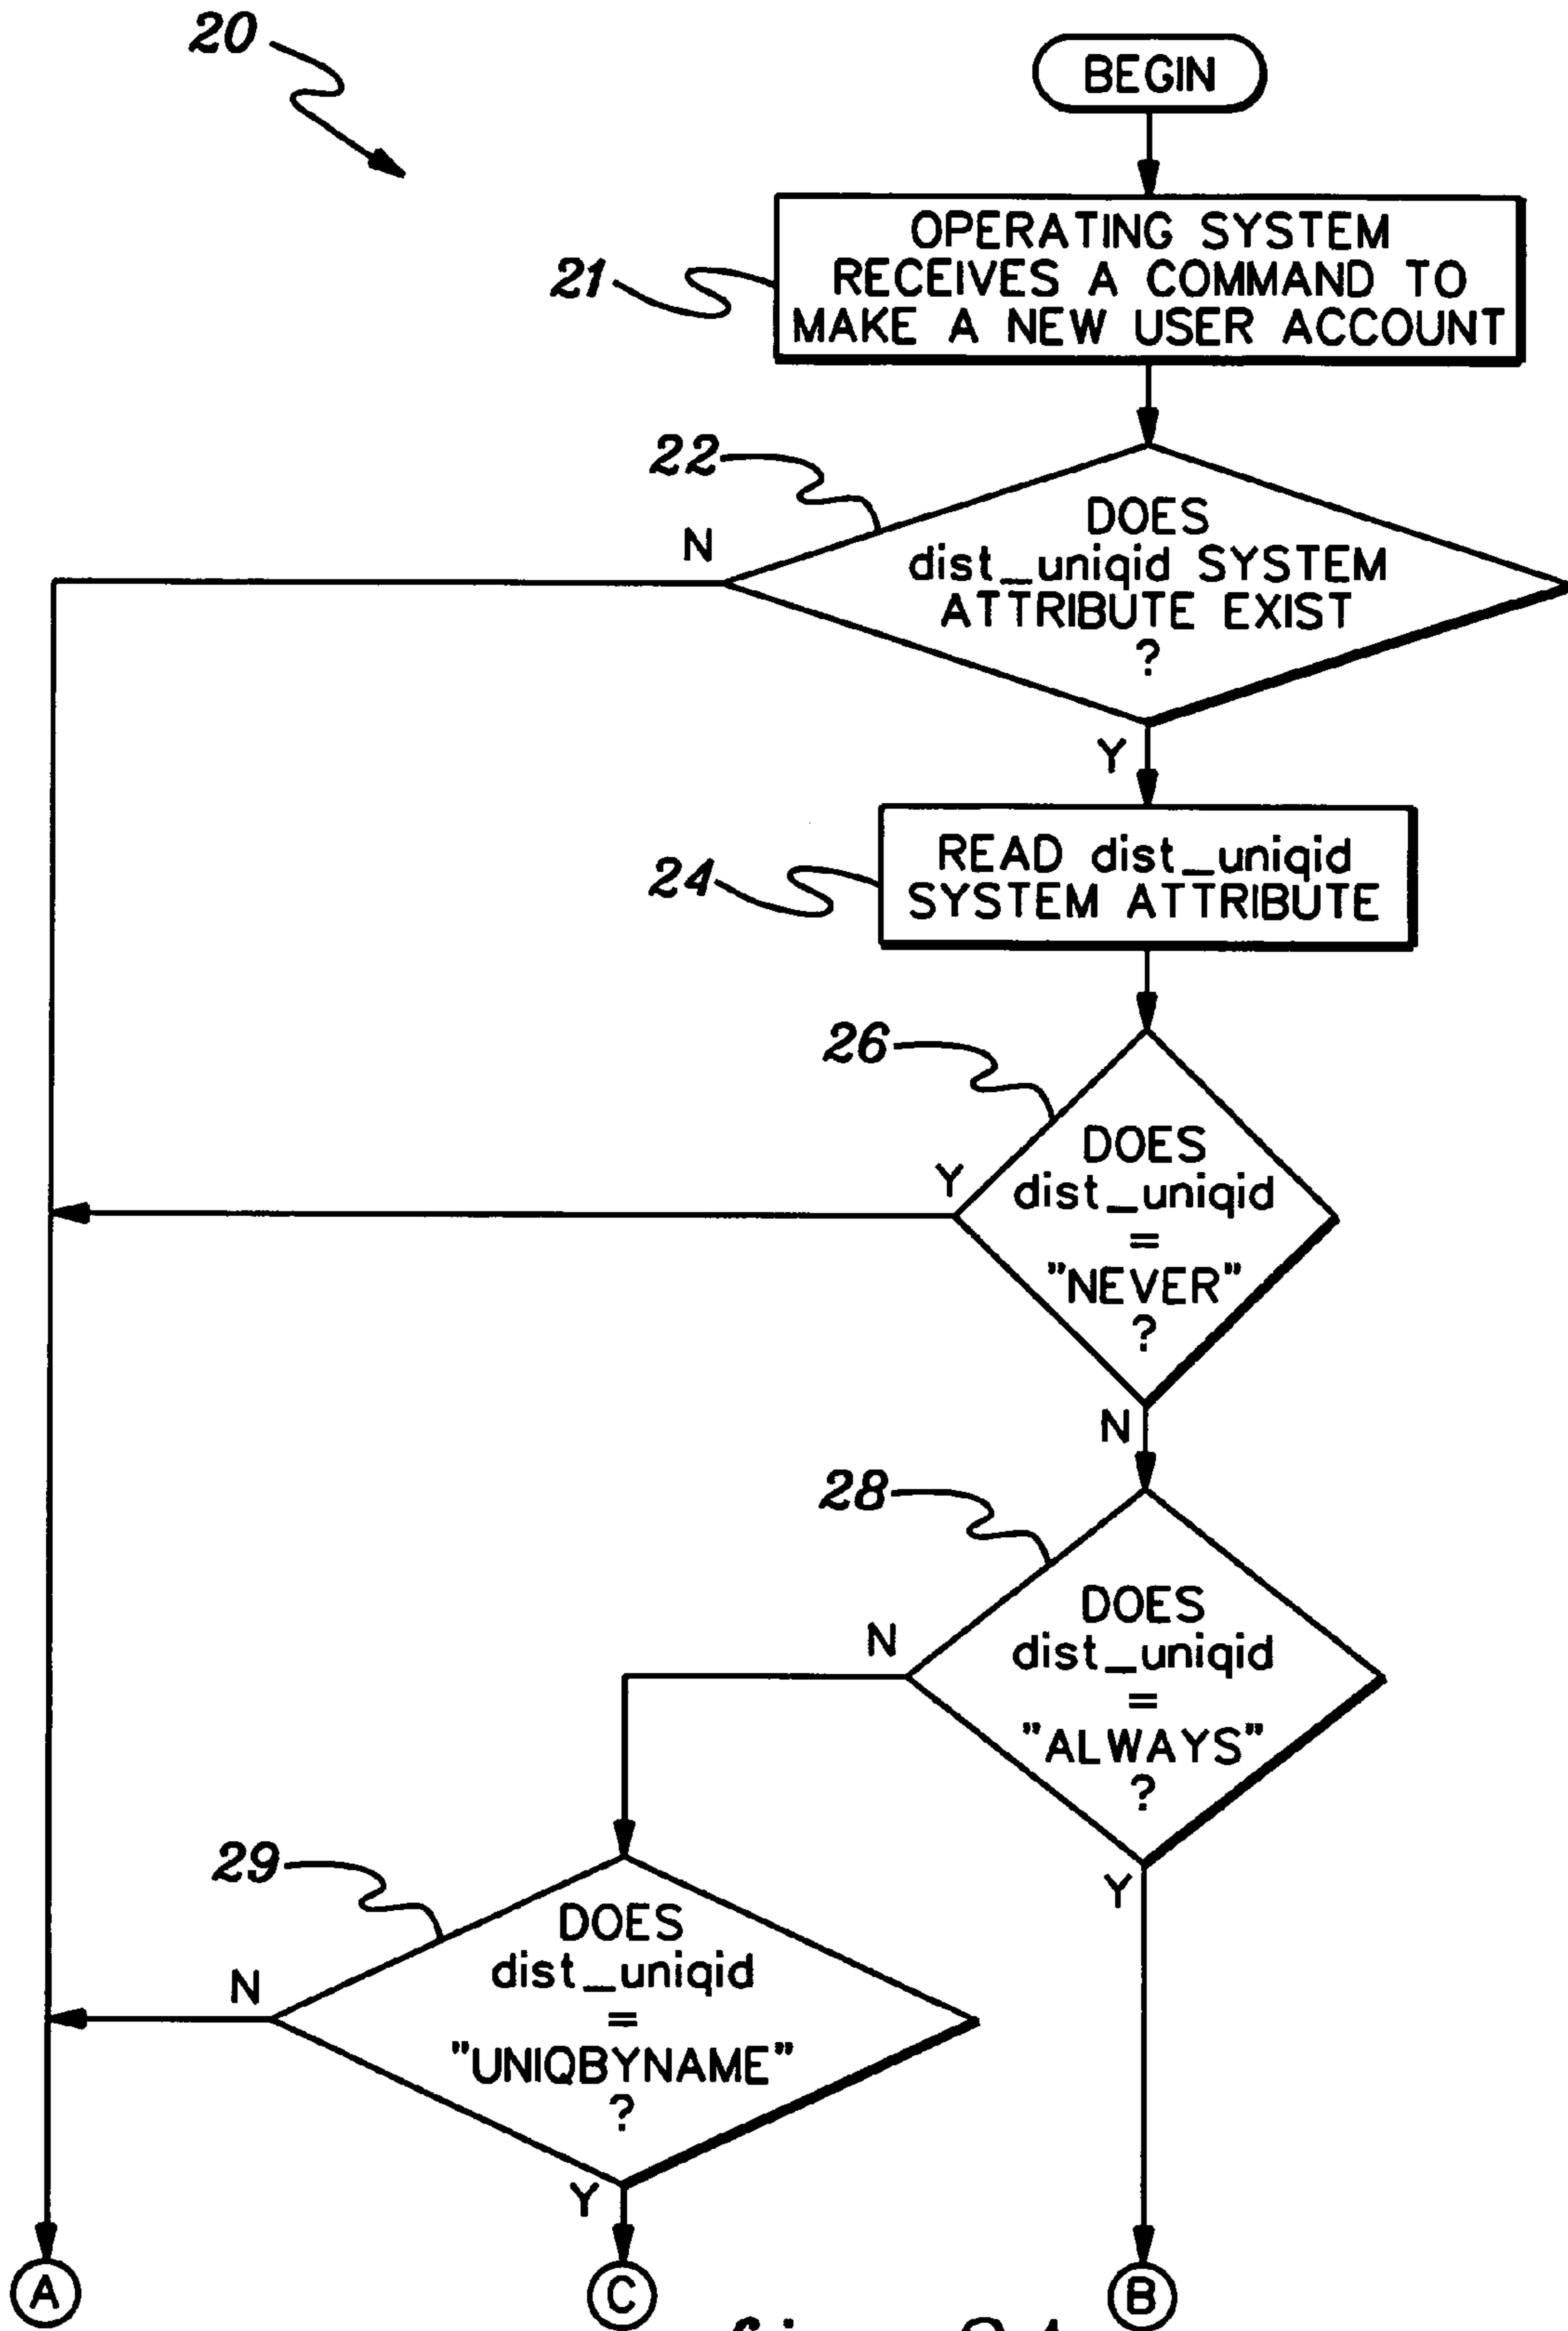 20
BEGIN
21
OPERATING SYSTEM
RECEIVES A COMMAND TO
MAKE A NEW USER ACCOUNT
22
N
DOES
dist_uniqid SYSTEM
ATTRIBUTE EXIST
?
Y
24
READ dist_uniqid
SYSTEM ATTRIBUTE
26
Y
DOES
dist_uniqid
=
"NEVER"
?
N
28
N
DOES
dist_uniqid
=
"ALWAYS"
?
Y
29
N
DOES
dist_uniqid
=
"UNIQBYNAME"
?
Y
A
C
B